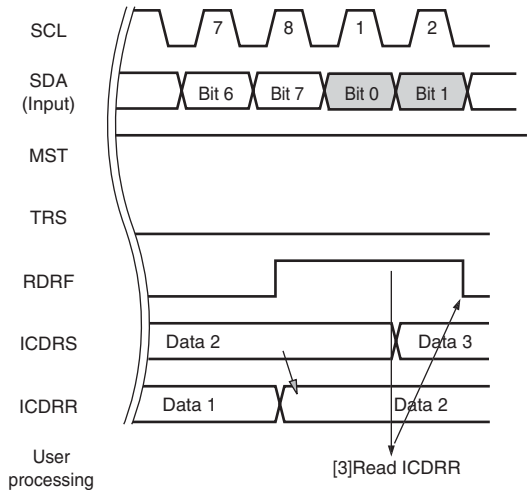 SCL 7 8 1 2
SDA
(Input) Bit 6 Bit 7 Bit 0 Bit 1
MST
TRS
RDRF
ICDRS Data 2 Data 3
ICDRR Data 1 Data 2
User
processing [3]Read ICDRR